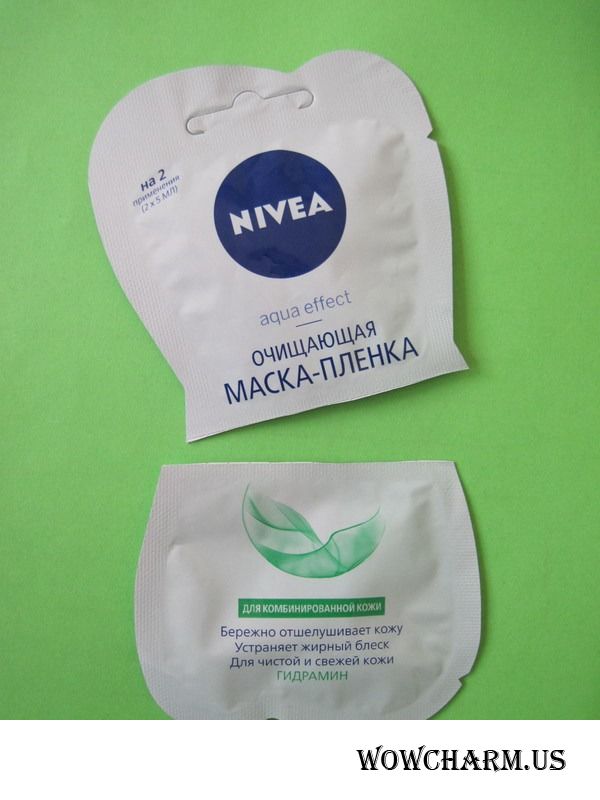 на 2
применения
(2 x 5 МЛ)
NIVEA
aqua effect
ОЧИЩАЮЩАЯ
МАСКА-ПЛЕНКА
ДЛЯ КОМБИНИРОВАННОЙ КОЖИ
Бережно отшелушивает кожу
Устраняет жирный блеск
Для чистой и свежей кожи
ГИДРАМИН
WOWCHARM.US